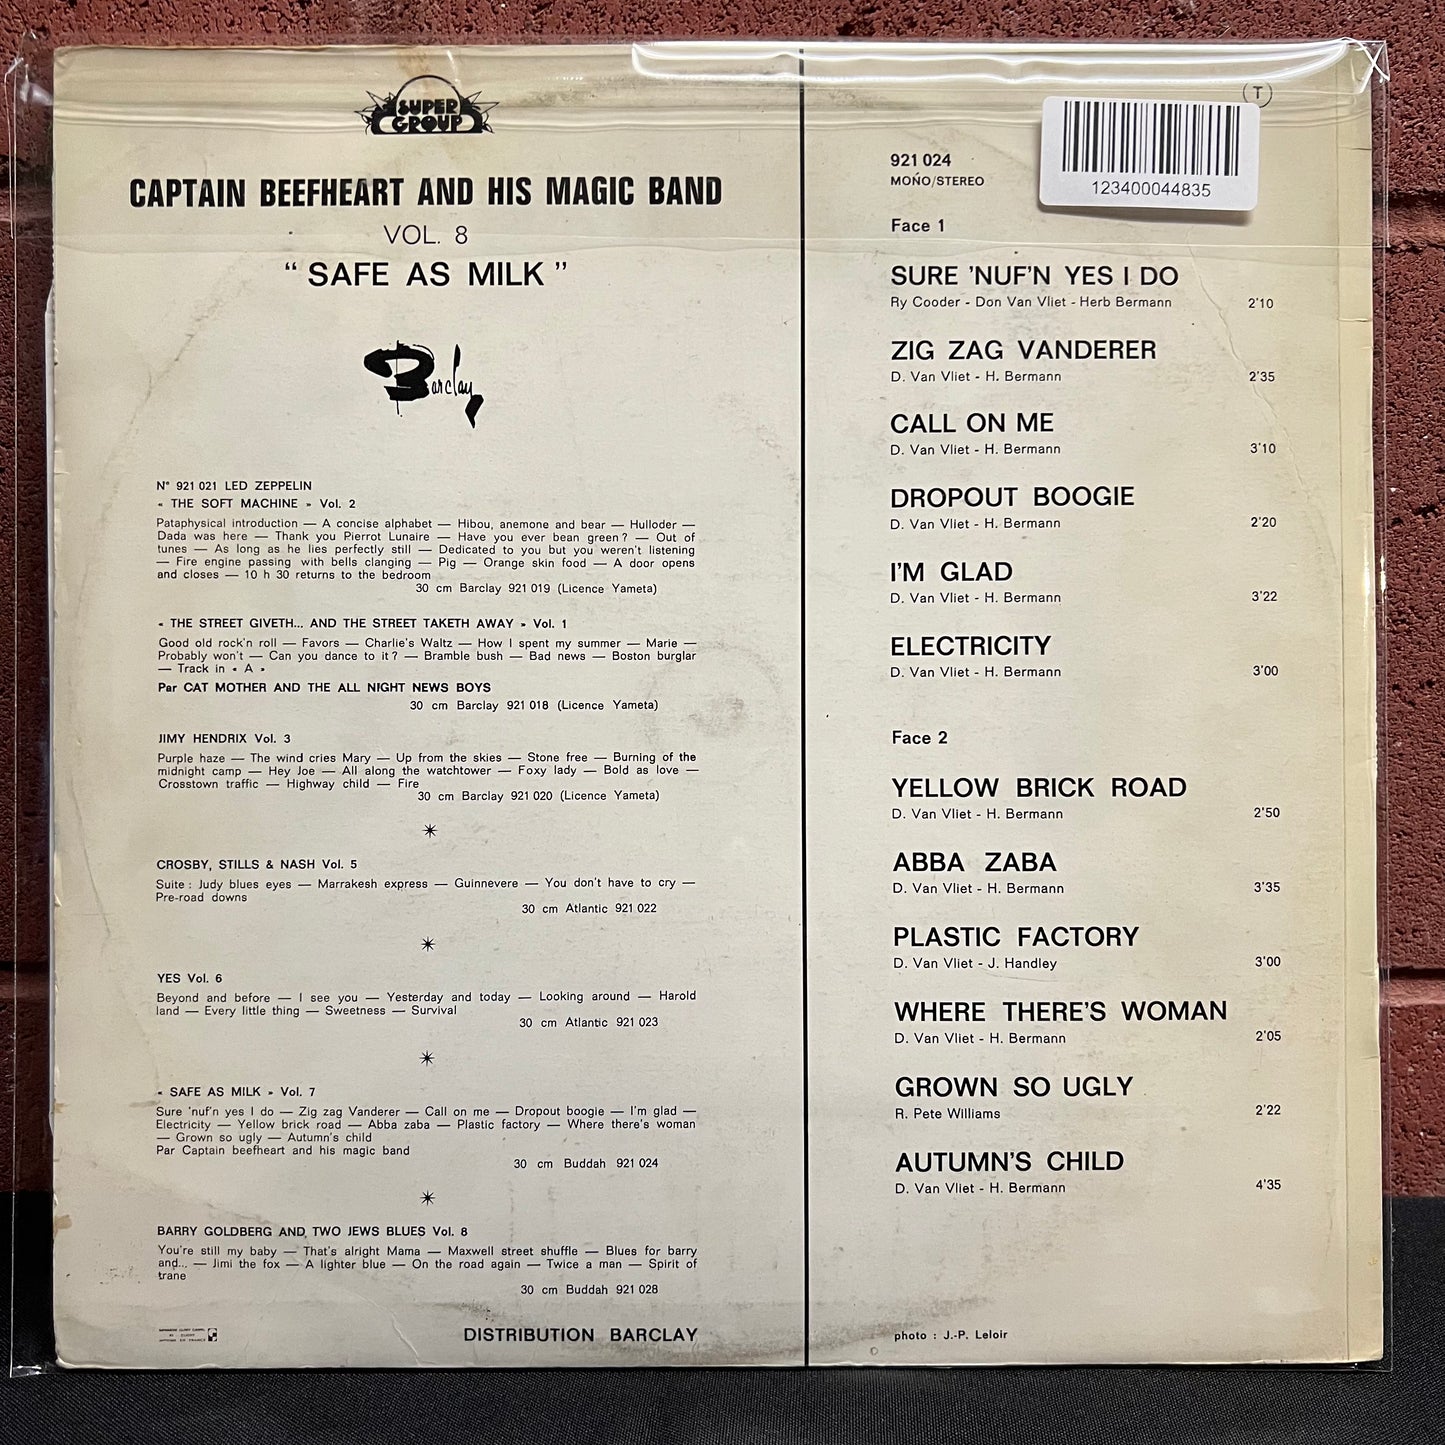 SUPER
GROUP
CAPTAIN BEEFHEART AND HIS MAGIC BAND
VOL. 8
" SAFE AS MILK "
Barclay
N° 921 021 LED ZEPPELIN
« THE SOFT MACHINE » Vol. 2
Pataphysical introduction — A concise alphabet — Hibou, anemone and bear — Hulloder —
Dada was here — Thank you Pierrot Lunaire — Have you ever bean green ? — Out of
tunes — As long as he lies perfectly still — Dedicated to you but you weren't listening
— Fire engine passing with bells clanging — Pig — Orange skin food — A door opens
and closes — 10 h 30 returns to the bedroom
30 cm Barclay 921 019 (Licence Yameta)
« THE STREET GIVETH... AND THE STREET TAKETH AWAY » Vol. 1
Good old rock'n roll — Favors — Charlie's Waltz — How I spent my summer — Marie —
Probably won't — Can you dance to it ? — Bramble bush — Bad news — Boston burglar
— Track in « A »
Par CAT MOTHER AND THE ALL NIGHT NEWS BOYS
30 cm Barclay 921 018 (Licence Yameta)
JIMY HENDRIX Vol. 3
Purple haze — The wind cries Mary — Up from the skies — Stone free — Burning of the
midnight camp — Hey Joe — All along the watchtower — Foxy lady — Bold as love —
Crosstown traffic — Highway child — Fire
30 cm Barclay 921 020 (Licence Yameta)
CROSBY, STILLS & NASH Vol. 5
Suite : Judy blues eyes — Marrakesh express — Guinnevere — You don't have to cry —
Pre-road downs
30 cm Atlantic 921 022
YES Vol. 6
Beyond and before — I see you — Yesterday and today — Looking around — Harold
land — Every little thing — Sweetness — Survival
30 cm Atlantic 921 023
« SAFE AS MILK » Vol. 7
Sure 'nuf'n yes I do — Zig zag Vanderer — Call on me — Dropout boogie — I'm glad —
Electricity — Yellow brick road — Abba zaba — Plastic factory — Where there's woman
— Grown so ugly — Autumn's child
Par Captain beefheart and his magic band
30 cm Buddah 921 024
BARRY GOLDBERG AND TWO JEWS BLUES Vol. 8
You're still my baby — That's alright Mama — Maxwell street shuffle — Blues for barry
and... — Jimi the fox — A lighter blue — On the road again — Twice a man — Spirit of
trane
30 cm Buddah 921 028
DISTRIBUTION BARCLAY
T
123400044835
921 024
MONO/STEREO
Face 1
SURE 'NUF'N YES I DO
Ry Cooder - Don Van Vliet - Herb Bermann 2'10
ZIG ZAG VANDERER
D. Van Vliet - H. Bermann 2'35
CALL ON ME
D. Van Vliet - H. Bermann 3'10
DROPOUT BOOGIE
D. Van Vliet - H. Bermann 2'20
I'M GLAD
D. Van Vliet - H. Bermann 3'22
ELECTRICITY
D. Van Vliet - H. Bermann 3'00
Face 2
YELLOW BRICK ROAD
D. Van Vliet - H. Bermann 2'50
ABBA ZABA
D. Van Vliet - H. Bermann 3'35
PLASTIC FACTORY
D. Van Vliet - J. Handley 3'00
WHERE THERE'S WOMAN
D. Van Vliet - H. Bermann 2'05
GROWN SO UGLY
R. Pete Williams 2'22
AUTUMN'S CHILD
D. Van Vliet - H. Bermann 4'35
photo : J.-P. Leloir